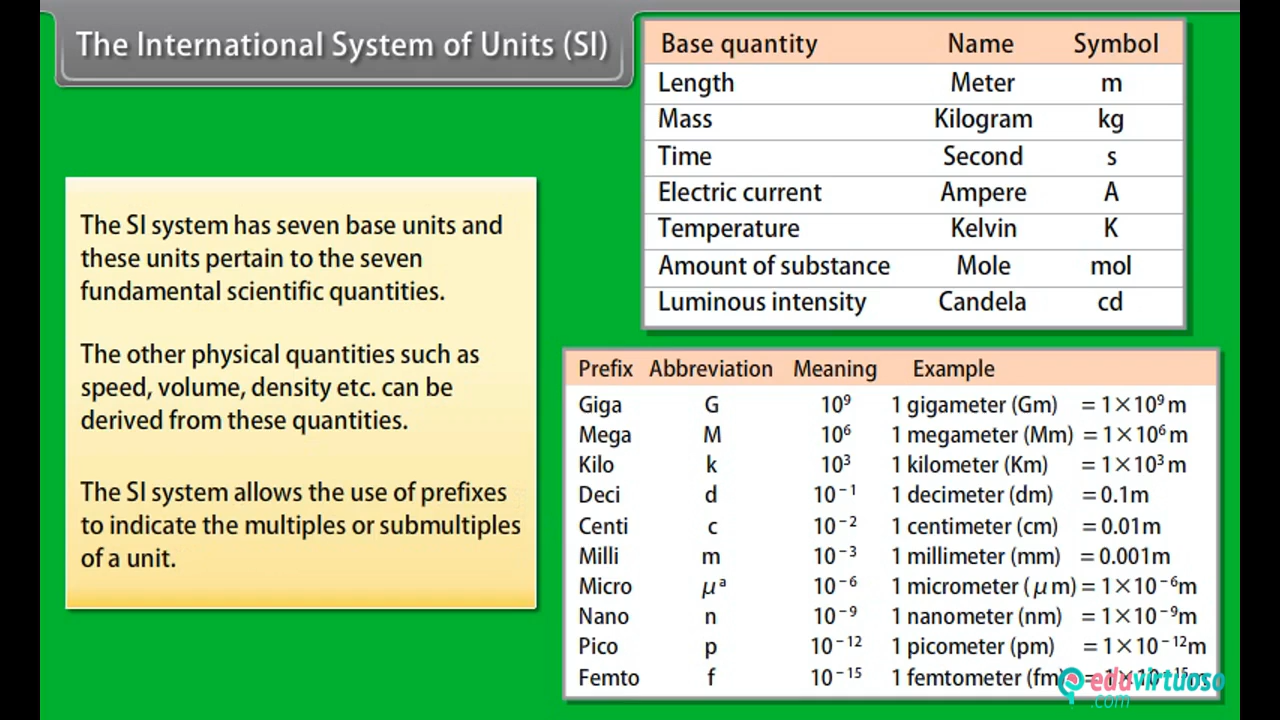 The International System of Units (SI)
Base quantity Name Symbol
Length Meter m
Mass Kilogram kg
Time Second s
Electric current Ampere A
Temperature Kelvin K
Amount of substance Mole mol
Luminous intensity Candela cd
The SI system has seven base units and
these units pertain to the seven
fundamental scientific quantities.
The other physical quantities such as
speed, volume, density etc. can be
derived from these quantities.
The SI system allows the use of prefixes
to indicate the multiples or submultiples
of a unit.
Prefix Abbreviation Meaning Example
Giga G 10⁹ 1 gigameter (Gm) = 1×10⁹ m
Mega M 10⁶ 1 megameter (Mm) = 1×10⁶ m
Kilo k 10³ 1 kilometer (Km) = 1×10³ m
Deci d 10⁻¹ 1 decimeter (dm) = 0.1m
Centi c 10⁻² 1 centimeter (cm) = 0.01m
Milli m 10⁻³ 1 millimeter (mm) = 0.001m
Micro μᵃ 10⁻⁶ 1 micrometer (μm) = 1×10⁻⁶m
Nano n 10⁻⁹ 1 nanometer (nm) = 1×10⁻⁹m
Pico p 10⁻¹² 1 picometer (pm) = 1×10⁻¹²m
Femto f 10⁻¹⁵ 1 femtometer (fm) = 1×10⁻¹⁵m
eduvirtuoso
.com